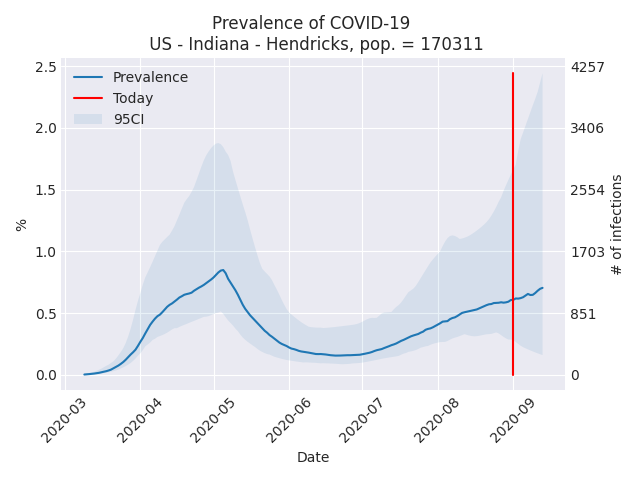 Prevalence of COVID-19
US - Indiana - Hendricks, pop. = 170311
Prevalence
Today
95CI
2.5
2.0
1.5
1.0
0.5
0.0
%
4257
3406
2554
1703
851
0
# of infections
2020-03
2020-04
2020-05
2020-06
2020-07
2020-08
2020-09
Date